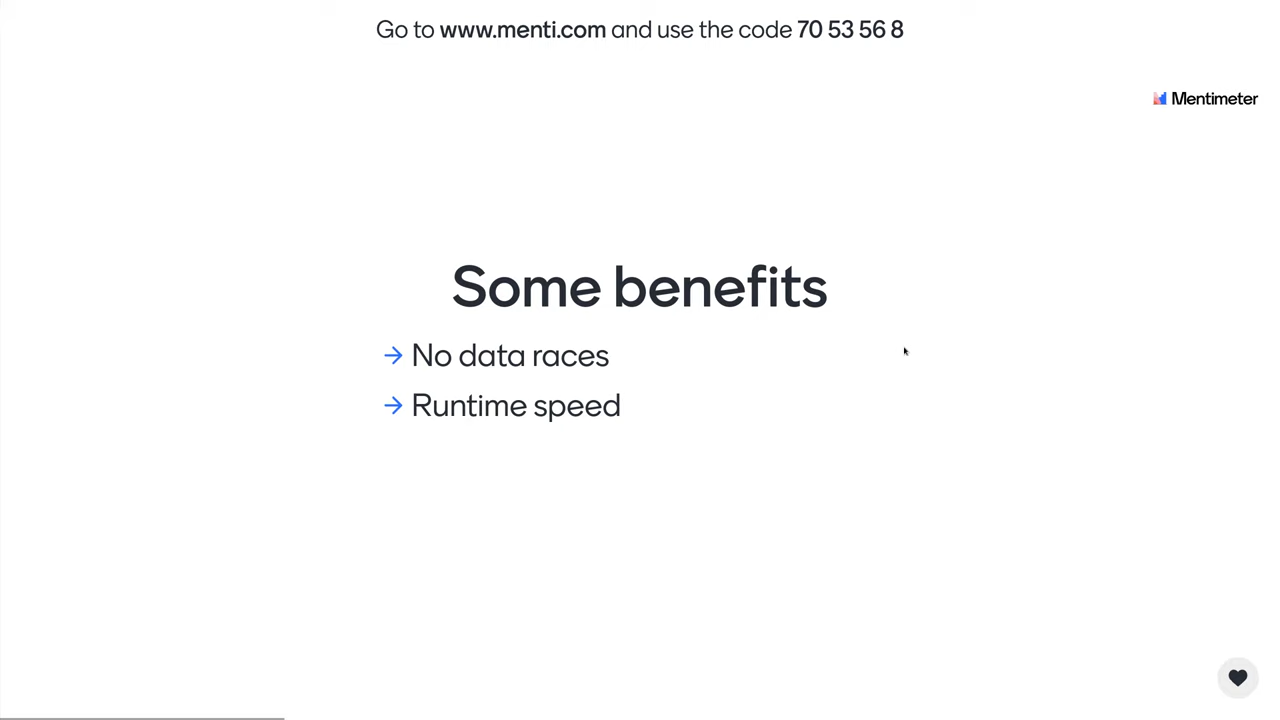 Go to www.menti.com and use the code 70 53 56 8
Mentimeter
Some benefits
→ No data races
→ Runtime speed